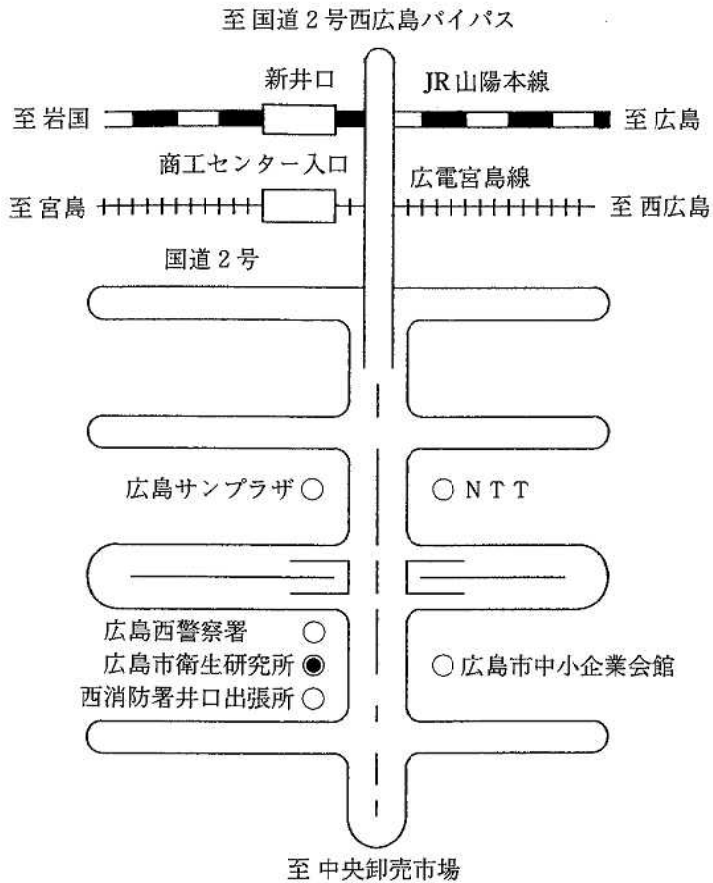 至 国道2号西広島バイパス
新井口
JR山陽本線
至 岩国
至 広島
商工センター入口
広電宮島線
至 宮島
至 西広島
国道2号
広島サンプラザ
NTT
広島西警察署
広島市衛生研究所
広島市中小企業会館
西消防署井口出張所
至 中央卸売市場